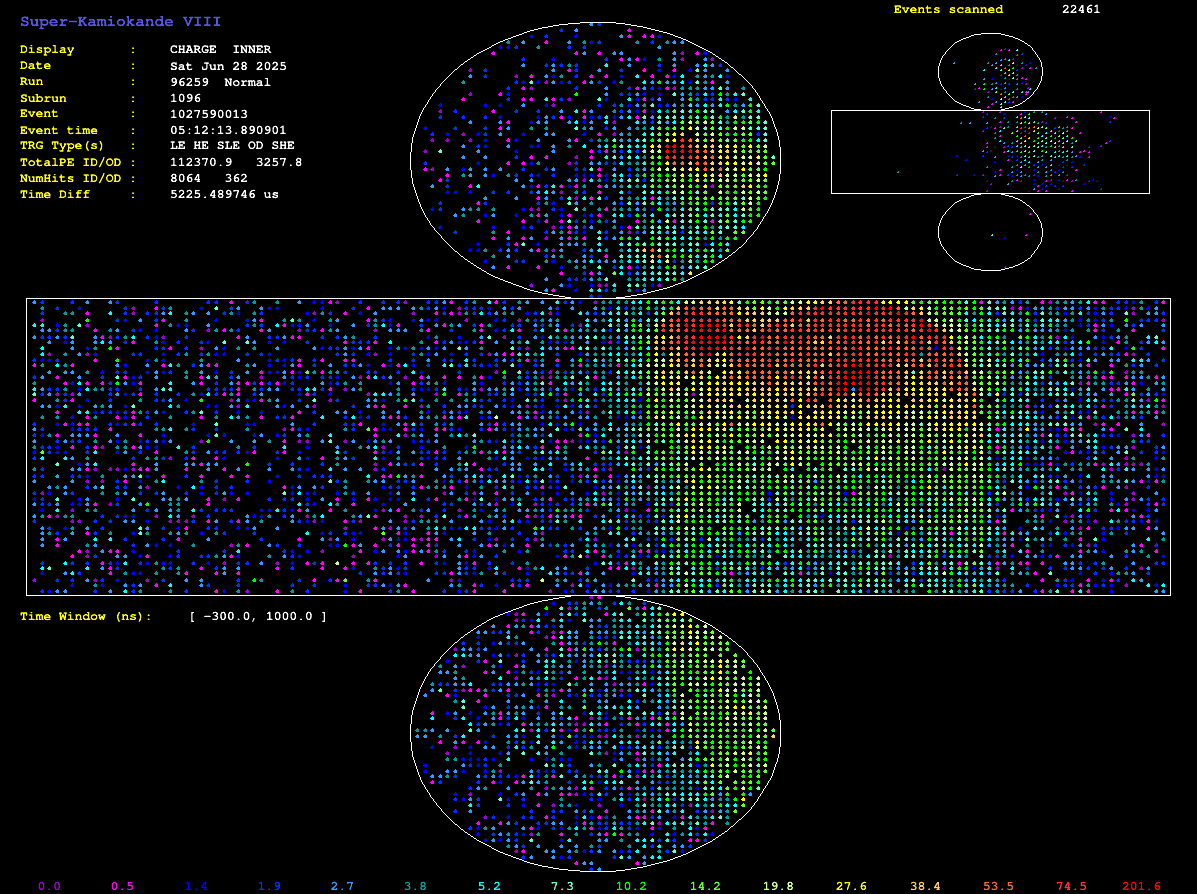 Super-Kamiokande VIII
Events scanned 22461
Display : CHARGE INNER
Date : Sat Jun 28 2025
Run : 96259 Normal
Subrun : 1096
Event : 1027590013
Event time : 05:12:13.890901
TRG Type(s) : LE HE SLE OD SHE
TotalPE ID/OD : 112370.9 3257.8
NumHits ID/OD : 8064 362
Time Diff : 5225.489746 us
Time Window (ns): [ -300.0, 1000.0 ]
0.0 0.5 1.4 1.9 2.7 3.8 5.2 7.3 10.2 14.2 19.8 27.6 38.4 53.5 74.5 201.6